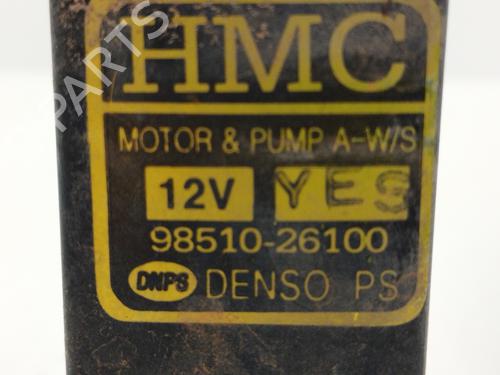 HMC
MOTOR & PUMP A-W/S
12V YES
98510-26100
DNPS DENSO PS
PARTS